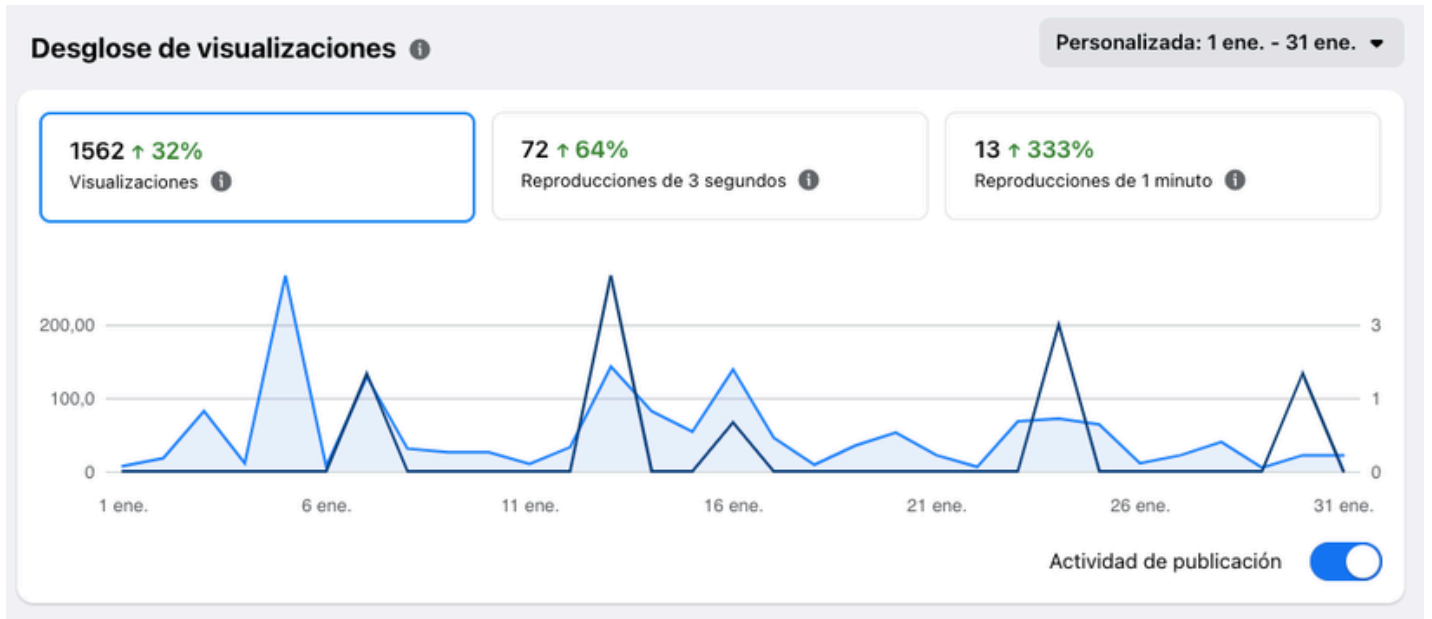 Desglose de visualizaciones
Personalizada: 1 ene. - 31 ene.
1562 ↑ 32%
Visualizaciones
72 ↑ 64%
Reproducciones de 3 segundos
13 ↑ 333%
Reproducciones de 1 minuto
200,00
3
100,0
1
0
0
1 ene.
6 ene.
11 ene.
16 ene.
21 ene.
26 ene.
31 ene.
Actividad de publicación